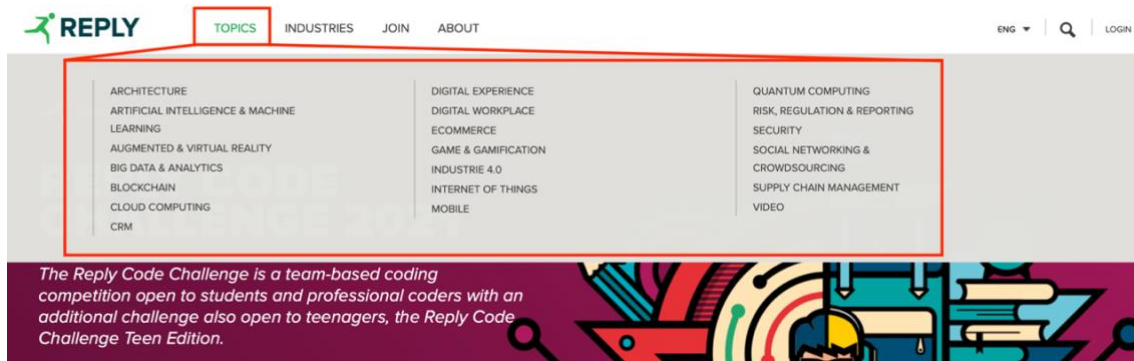 REPLY
TOPICS
INDUSTRIES
JOIN
ABOUT
ENG
LOGIN
ARCHITECTURE
ARTIFICIAL INTELLIGENCE & MACHINE
LEARNING
AUGMENTED & VIRTUAL REALITY
BIG DATA & ANALYTICS
BLOCKCHAIN
CLOUD COMPUTING
CRM
DIGITAL EXPERIENCE
DIGITAL WORKPLACE
ECOMMERCE
GAME & GAMIFICATION
INDUSTRIE 4.0
INTERNET OF THINGS
MOBILE
QUANTUM COMPUTING
RISK, REGULATION & REPORTING
SECURITY
SOCIAL NETWORKING &
CROWDSOURCING
SUPPLY CHAIN MANAGEMENT
VIDEO
The Reply Code Challenge is a team-based coding
competition open to students and professional coders with an
additional challenge also open to teenagers, the Reply Code
Challenge Teen Edition.